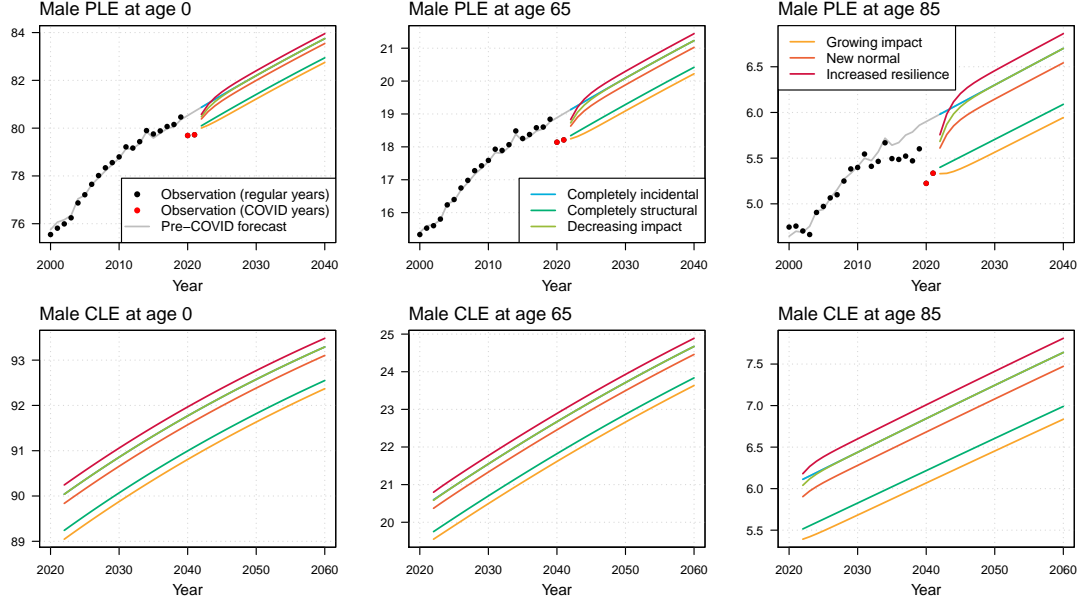 Male PLE at age 0
84
82
80
78
76
2000
2010
2020
2030
2040
Year
Observation (regular years)
Observation (COVID years)
Pre−COVID forecast
Male PLE at age 65
21
20
19
18
17
16
2000
2010
2020
2030
2040
Year
Completely incidental
Completely structural
Decreasing impact
Male PLE at age 85
6.5
6.0
5.5
5.0
2000
2010
2020
2030
2040
Year
Growing impact
New normal
Increased resilience
Male CLE at age 0
93
92
91
90
89
2020
2030
2040
2050
2060
Year
Male CLE at age 65
25
24
23
22
21
20
2020
2030
2040
2050
2060
Year
Male CLE at age 85
7.5
7.0
6.5
6.0
5.5
2020
2030
2040
2050
2060
Year